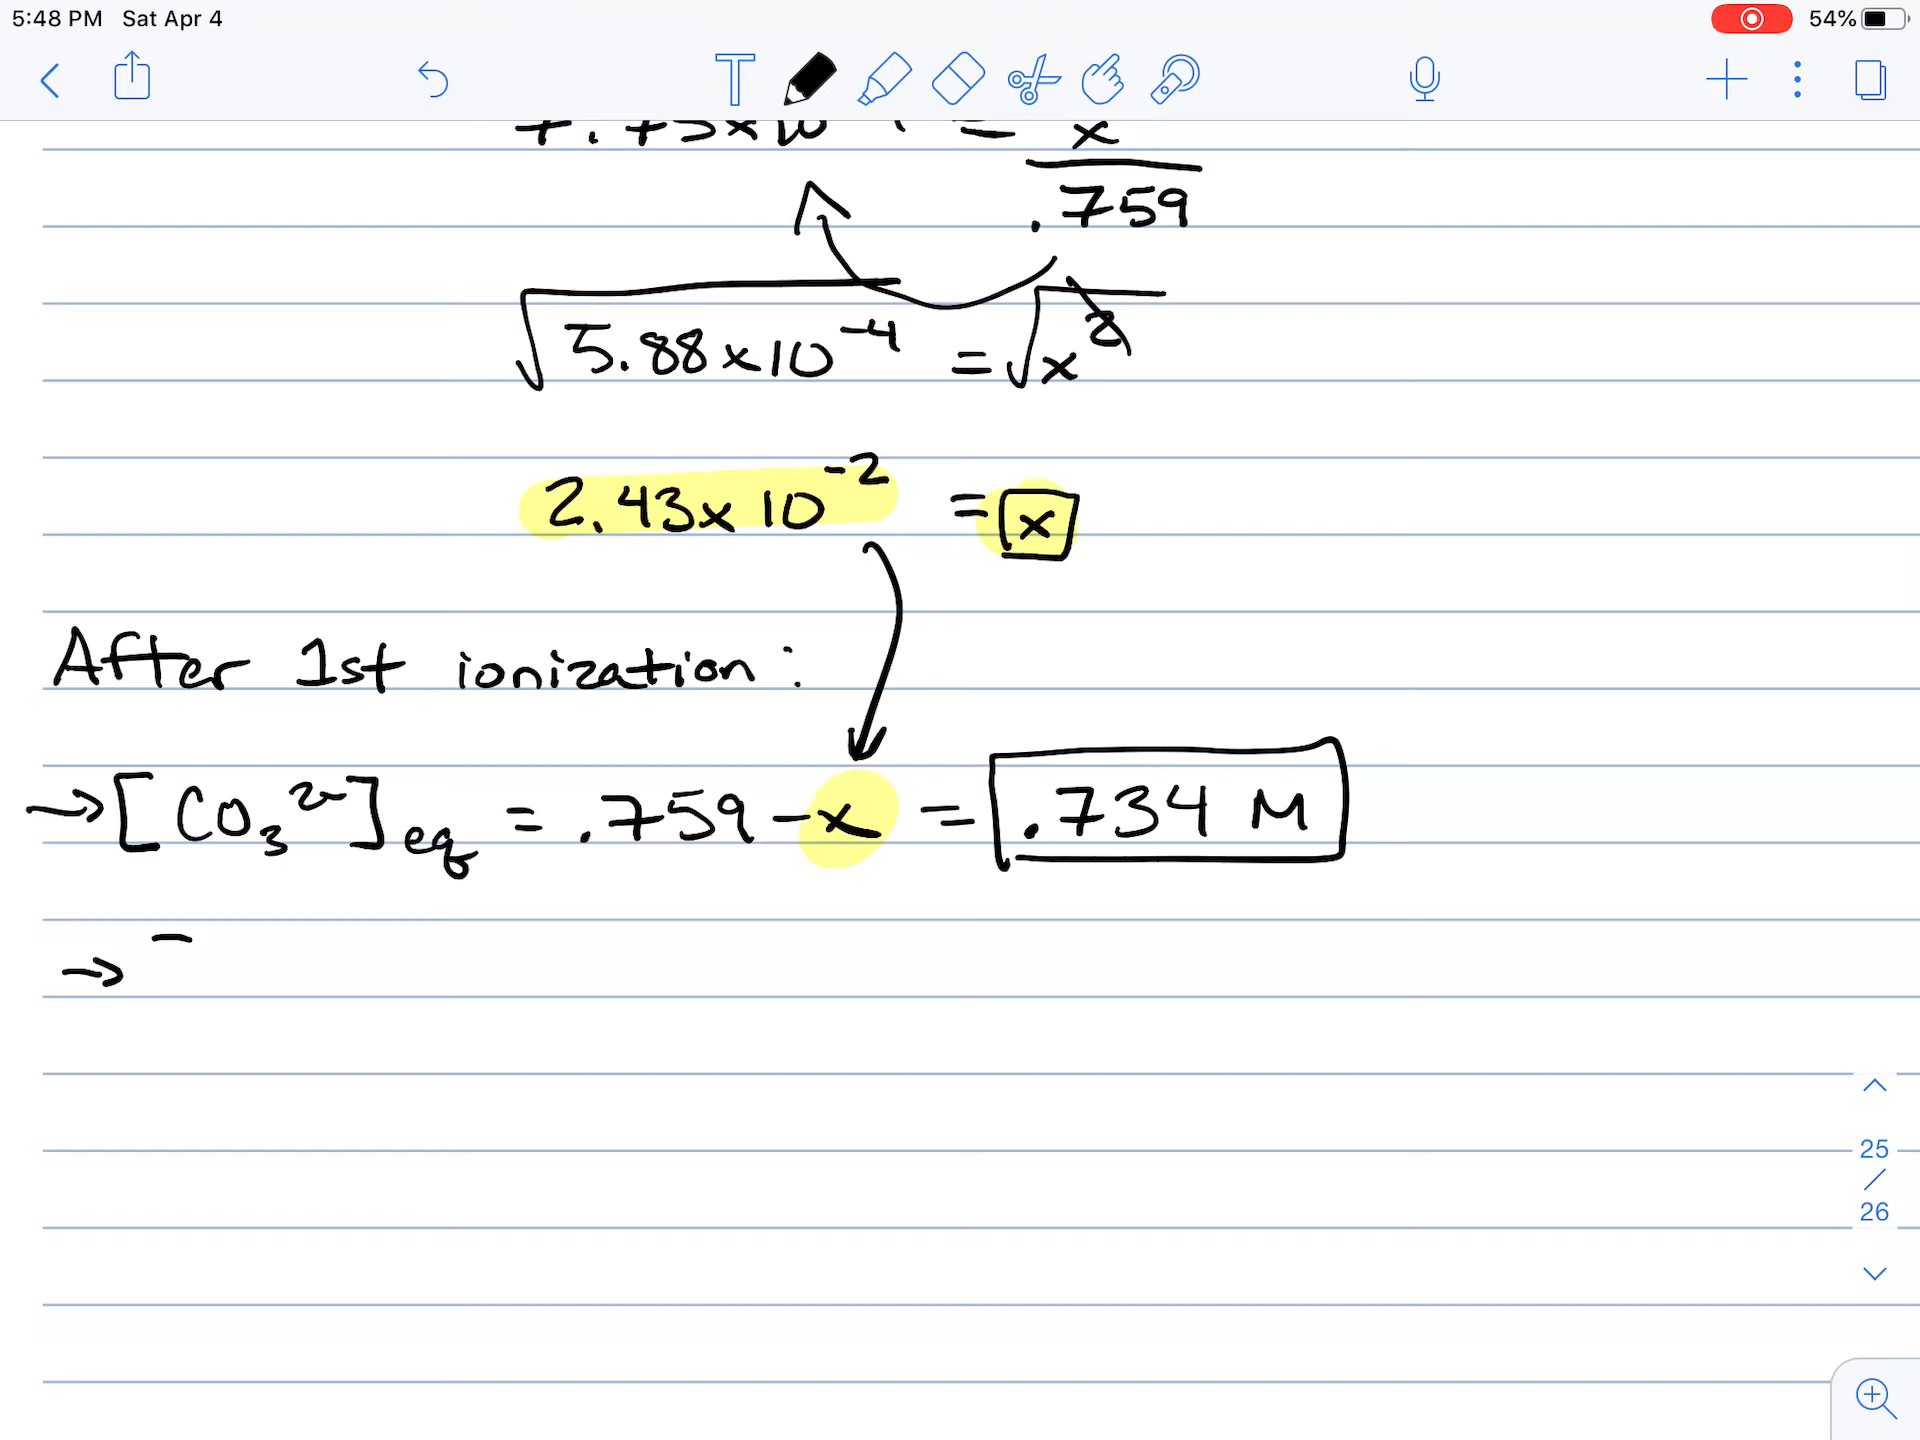 5:48 PM Sat Apr 4 54%
= x
.759
√5.88x10⁻⁴ = √x²
2.43x10⁻² = x
After 1st ionization:
→[CO₃²⁻]eq = .759 - x = .734 M
→
25
/
26